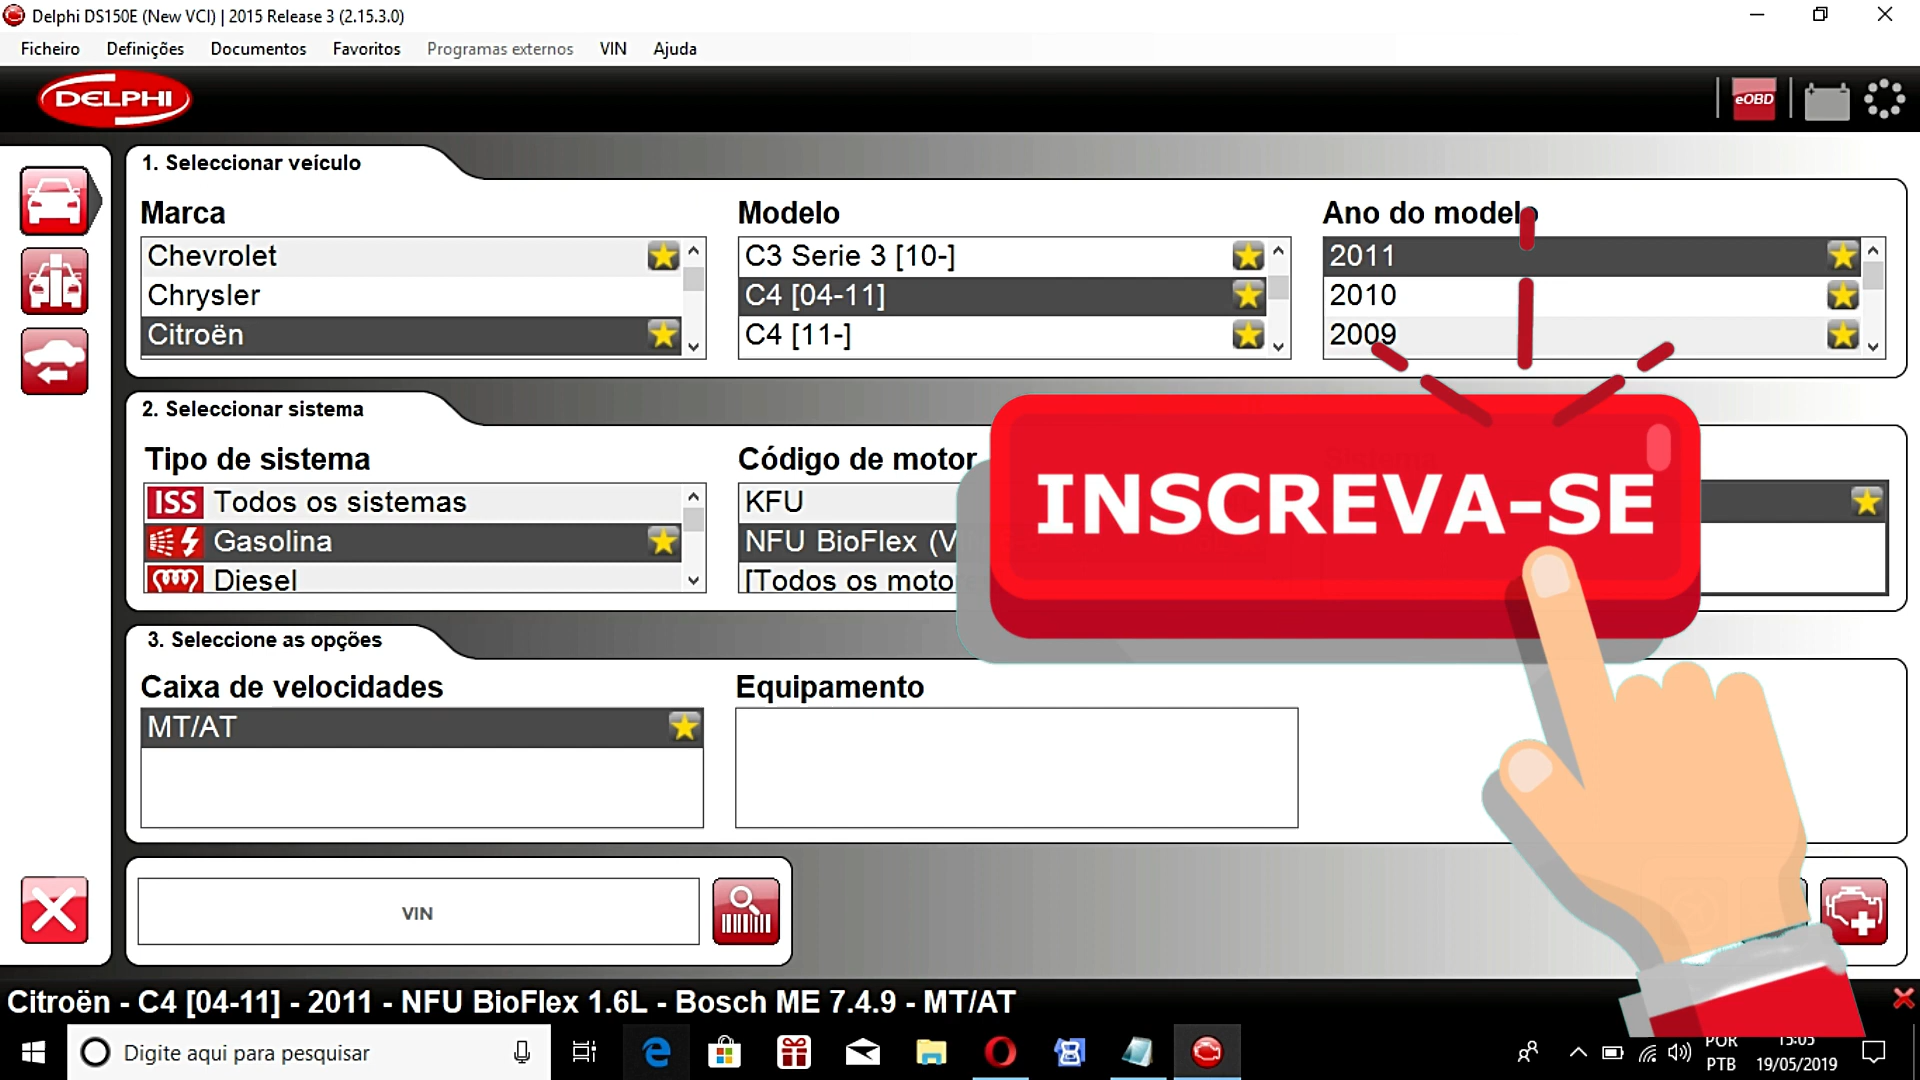 Delphi DS150E (New VCI) | 2015 Release 3 (2.15.3.0)
Ficheiro Definições Documentos Favoritos Programas externos VIN Ajuda
DELPHI
eOBD
1. Seleccionar veículo
Marca
Chevrolet
Chrysler
Citroën
Modelo
C3 Serie 3 [10-]
C4 [04-11]
C4 [11-]
Ano do modelo
2011
2010
2009
2. Seleccionar sistema
Tipo de sistema
ISS Todos os sistemas
Gasolina
Diesel
Código de motor
KFU
NFU BioFlex (V
[Todos os moto
INSCREVA-SE
3. Seleccione as opções
Caixa de velocidades
MT/AT
Equipamento
VIN
Citroën - C4 [04-11] - 2011 - NFU BioFlex 1.6L - Bosch ME 7.4.9 - MT/AT
Digite aqui para pesquisar
POR
PTB
15:05
19/05/2019